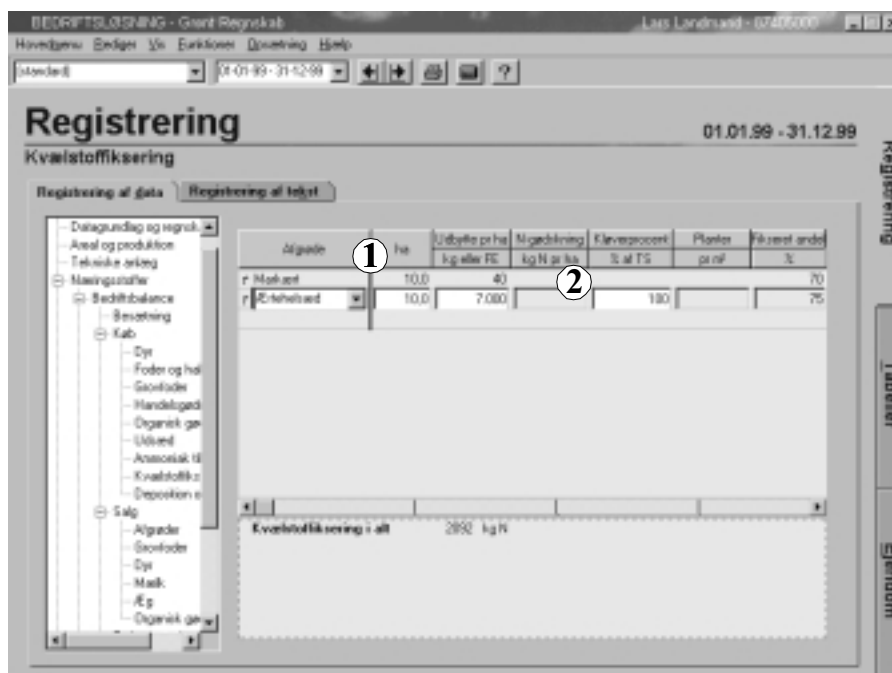 BEDRIFTSLØSNING - Grønt Regnskab
Lars Landmand - 07405000
Hovedmenu Rediger Vis Funktioner Opsætning Hjælp
(standard)
01-01-99 - 31-12-99
?
Registrering
01.01.99 - 31.12.99
Kvælstoffiksering
Registrering af data
Registrering af tekst
Datagrundlag og regnsk
Areal og produktion
Tekniske anlæg
Næringsstoffer
Bedriftsbalance
Besætning
Køb
Dyr
Foder og hal
Grovfoder
Handelsgød
Organisk gø
Udsæd
Ammoniak til
Kvælstoffiks
Deposition o
Salg
Afgrøder
Grovfoder
Dyr
Mælk
Æg
Organisk gø
Afgrøde ha Udbytte pr ha N-gødskning Kløverprocent Planter Fikseret andel
kg eller FE kg N pr ha % af TS pr m² %
1
2
Markært 10,0 40 70
Ærtehelsæd 10,0 7.000 100 75
Kvælstoffiksering i alt 2092 kg N
Registrering
Tabeller
Ejendom